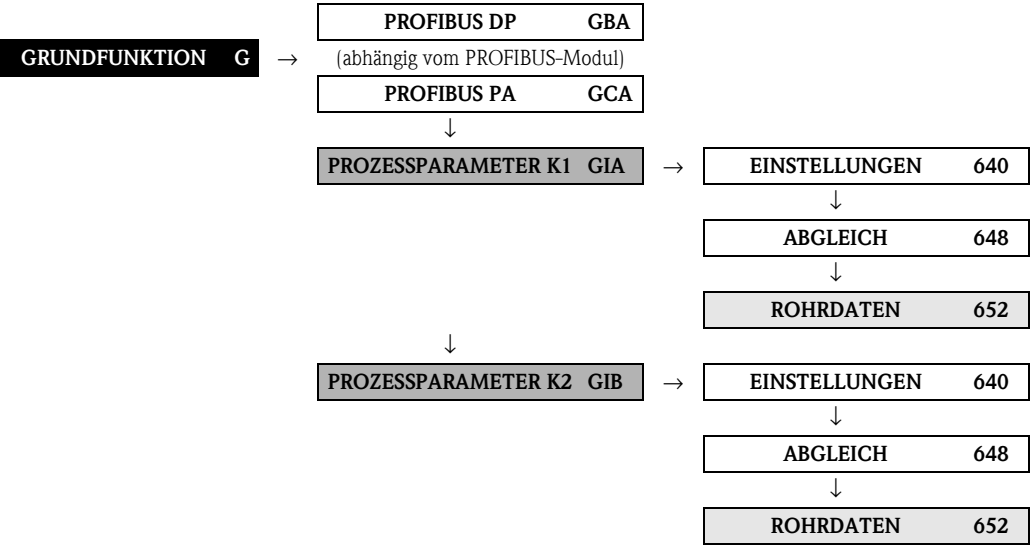 PROFIBUS DP GBA
GRUNDFUNKTION G → (abhängig vom PROFIBUS-Modul)
PROFIBUS PA GCA
↓
PROZESSPARAMETER K1 GIA → EINSTELLUNGEN 640
↓
ABGLEICH 648
↓
ROHRDATEN 652
↓
PROZESSPARAMETER K2 GIB → EINSTELLUNGEN 640
↓
ABGLEICH 648
↓
ROHRDATEN 652